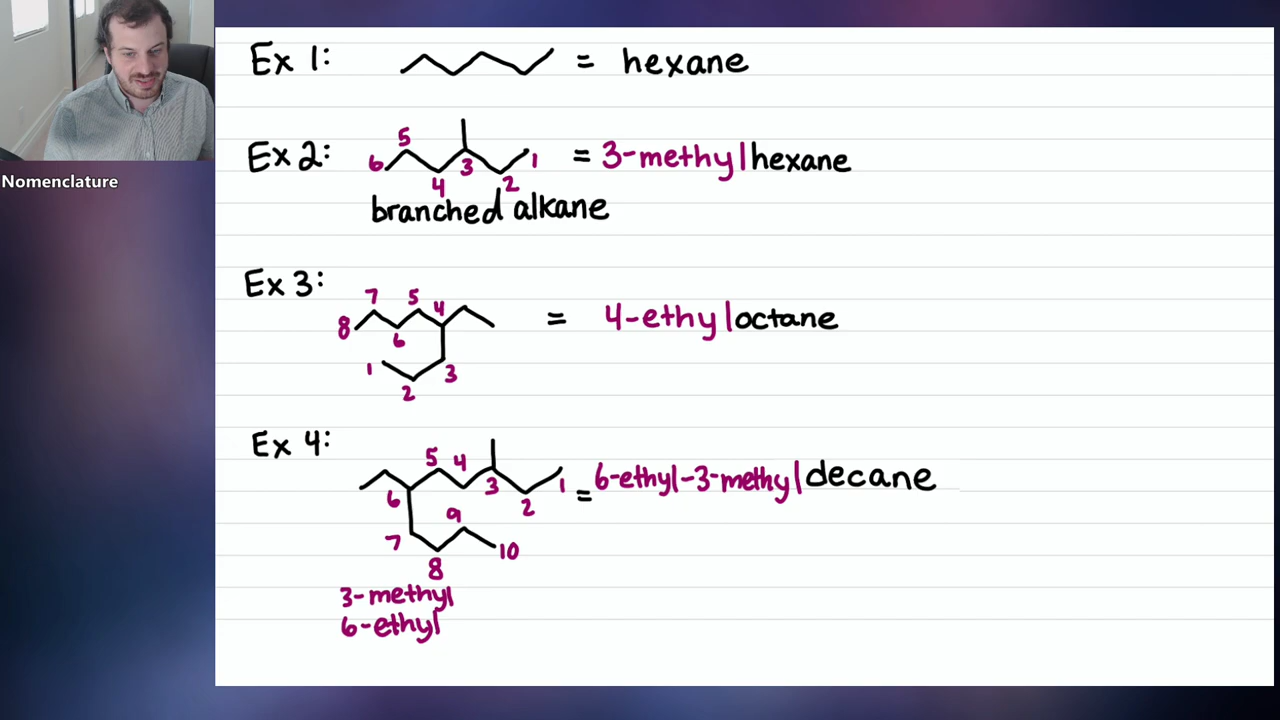 Nomenclature
Ex 1: = hexane
Ex 2: 6 5 4 3 2 1 = 3-methylhexane
branched alkane
Ex 3: 8 7 6 5 4 3 2 1 = 4-ethyloctane
Ex 4: 6 5 4 3 2 1 = 6-ethyl-3-methyldecane
7 8 9 10
3-methyl
6-ethyl